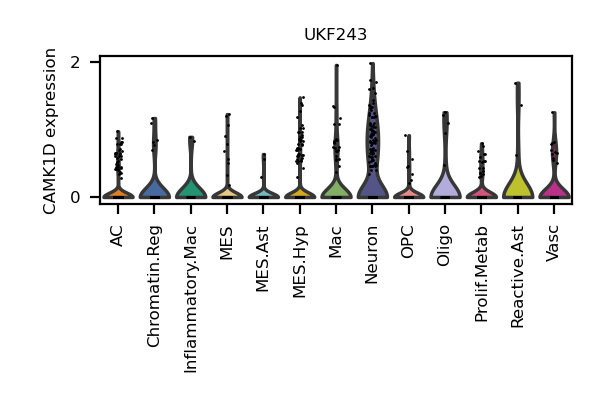 UKF243
CAMK1D expression
2
0
AC
Chromatin.Reg
Inflammatory.Mac
MES
MES.Ast
MES.Hyp
Mac
Neuron
OPC
Oligo
Prolif.Metab
Reactive.Ast
Vasc